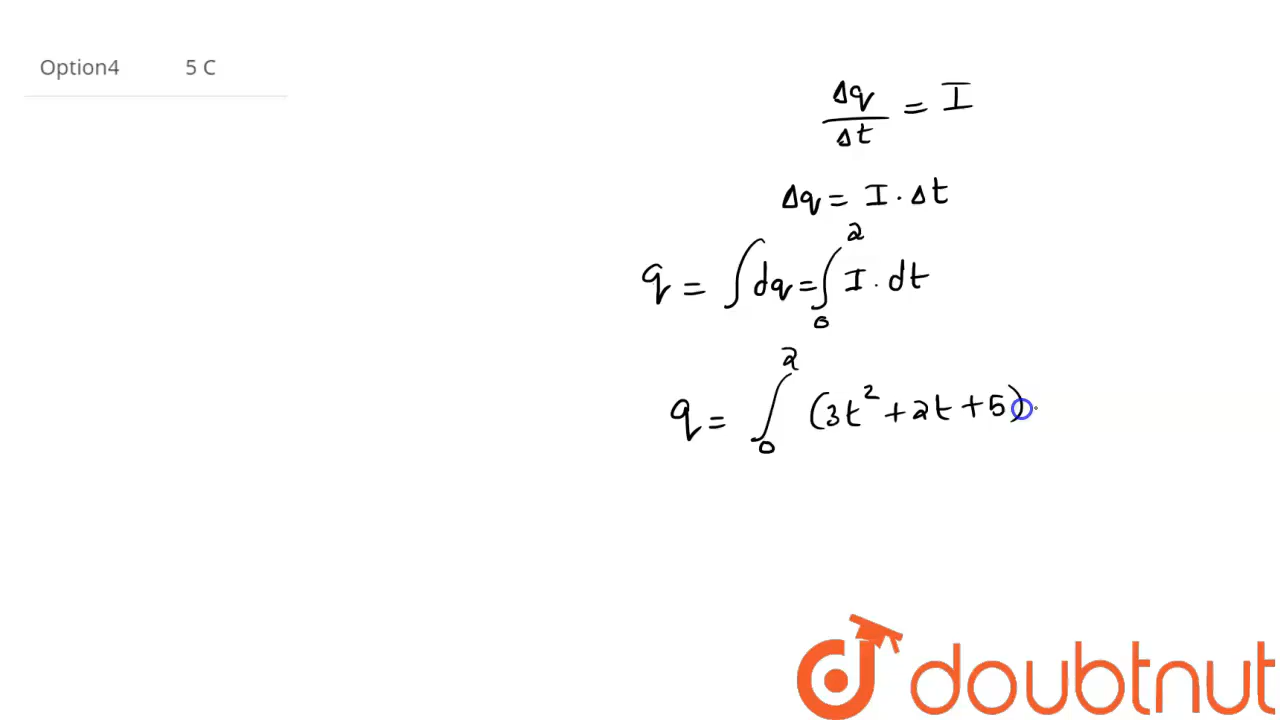 Option4 5 C
Δq/Δt = I
Δq = I · Δt
q = ∫dq = ∫₀² I · dt
q = ∫₀² (3t² + 2t + 5)
doubtnut